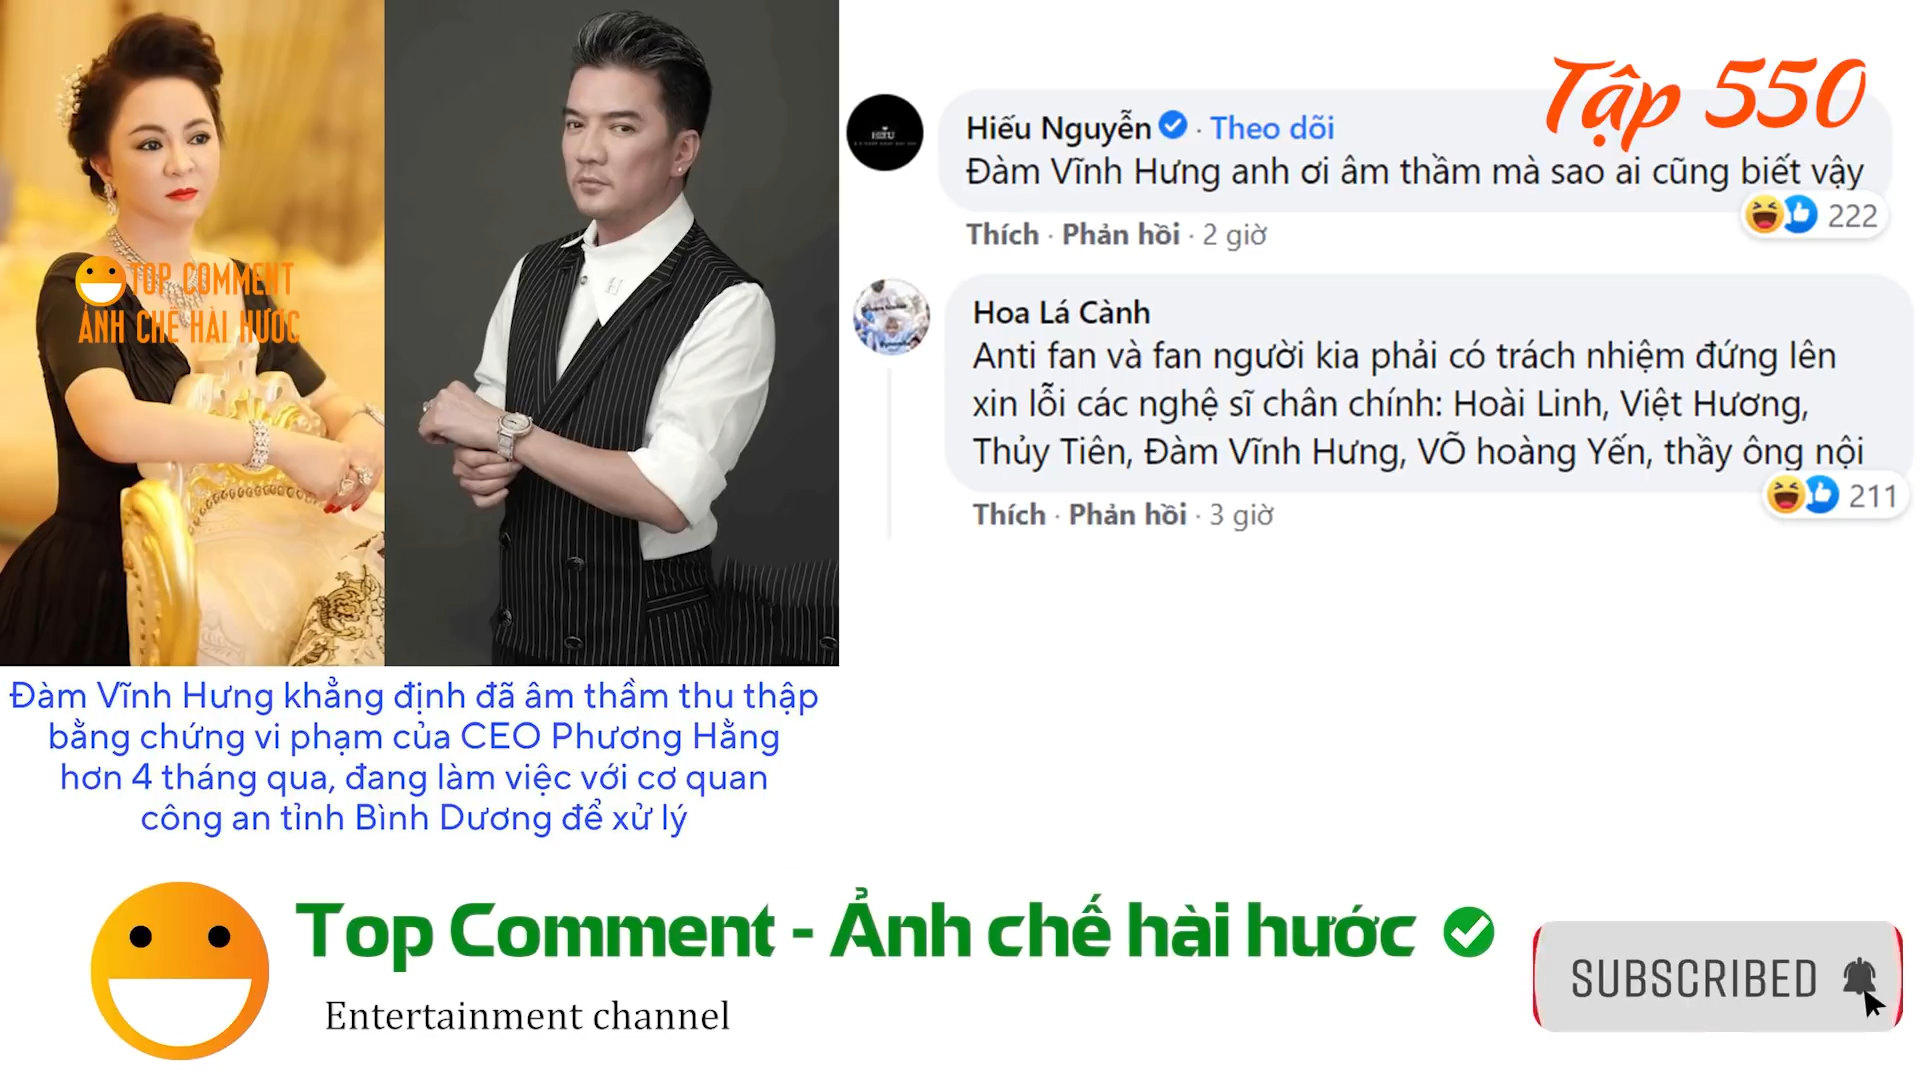 Tập 550
Hiếu Nguyễn · Theo dõi
Đàm Vĩnh Hưng anh ơi âm thầm mà sao ai cũng biết vậy
222
Thích · Phản hồi · 2 giờ
Hoa Lá Cành
Anti fan và fan người kia phải có trách nhiệm đứng lên
xin lỗi các nghệ sĩ chân chính: Hoài Linh, Việt Hương,
Thủy Tiên, Đàm Vĩnh Hưng, VÕ hoàng Yến, thầy ông nội
211
Thích · Phản hồi · 3 giờ
TOP COMMENT
ẢNH CHẾ HÀI HƯỚC
Đàm Vĩnh Hưng khẳng định đã âm thầm thu thập
bằng chứng vi phạm của CEO Phương Hằng
hơn 4 tháng qua, đang làm việc với cơ quan
công an tỉnh Bình Dương để xử lý
Top Comment - Ảnh chế hài hước
Entertainment channel
SUBSCRIBED